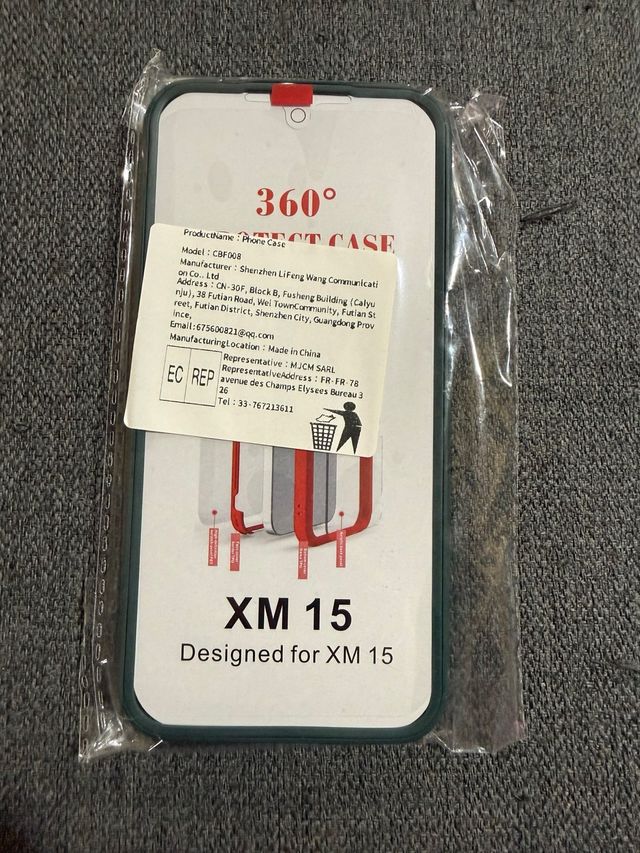 360°
PROTECT CASE
ProductName：Phone Case
Model：CBF008
Manufacturer：Shenzhen LiFeng Wang Communicati
on Co.. Ltd
Address：CN-30F, Block B, Fusheng Building (Calyu
nju), 38 Futian Road, Wei TownCommunity, Futian St
reet, Futian District, Shenzhen City, Guangdong Prov
ince,
Email:675600821@qq.com
ManufacturingLocation：Made in China
EC REP
Representative：MJCM SARL
RepresentativeAddress：FR-FR-78
avenue des Champs Elysees Bureau 3
26
Tel：33-767213611
XM 15
Designed for XM 15